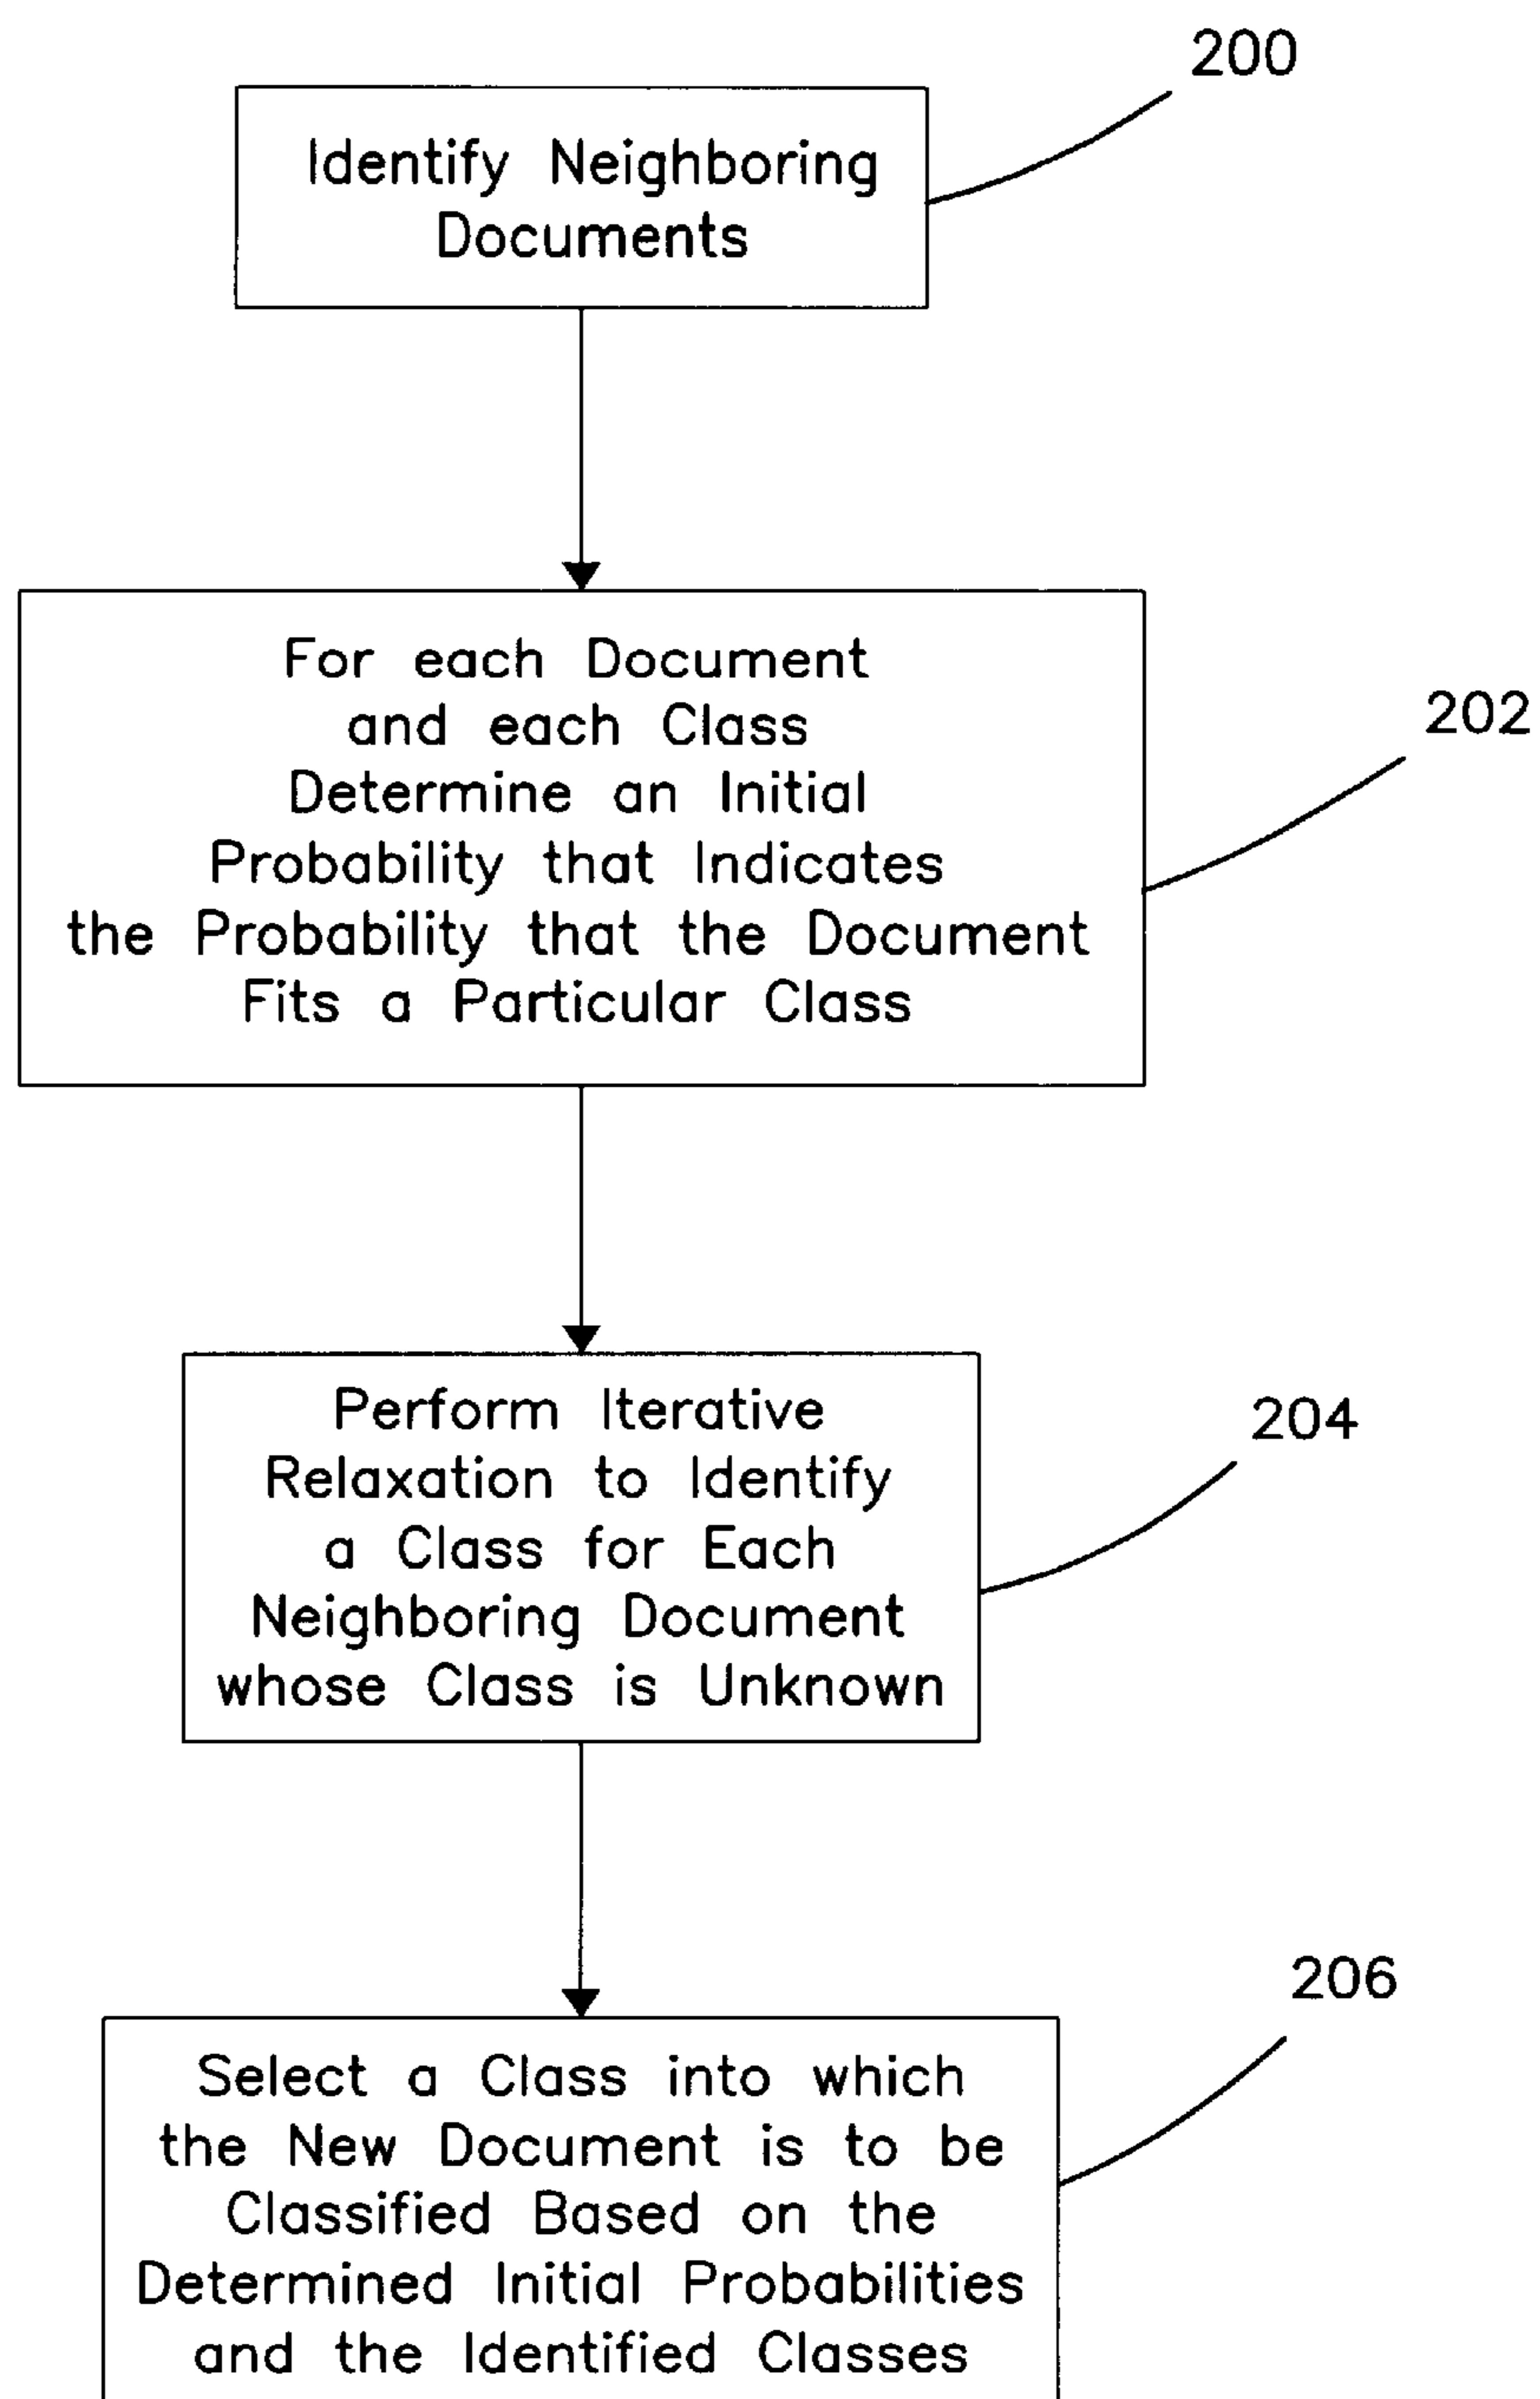 200
Identify Neighboring
Documents
For each Document
and each Class
Determine an Initial
Probability that Indicates
the Probability that the Document
Fits a Particular Class
202
Perform Iterative
Relaxation to Identify
a Class for Each
Neighboring Document
whose Class is Unknown
204
Select a Class into which
the New Document is to be
Classified Based on the
Determined Initial Probabilities
and the Identified Classes
206